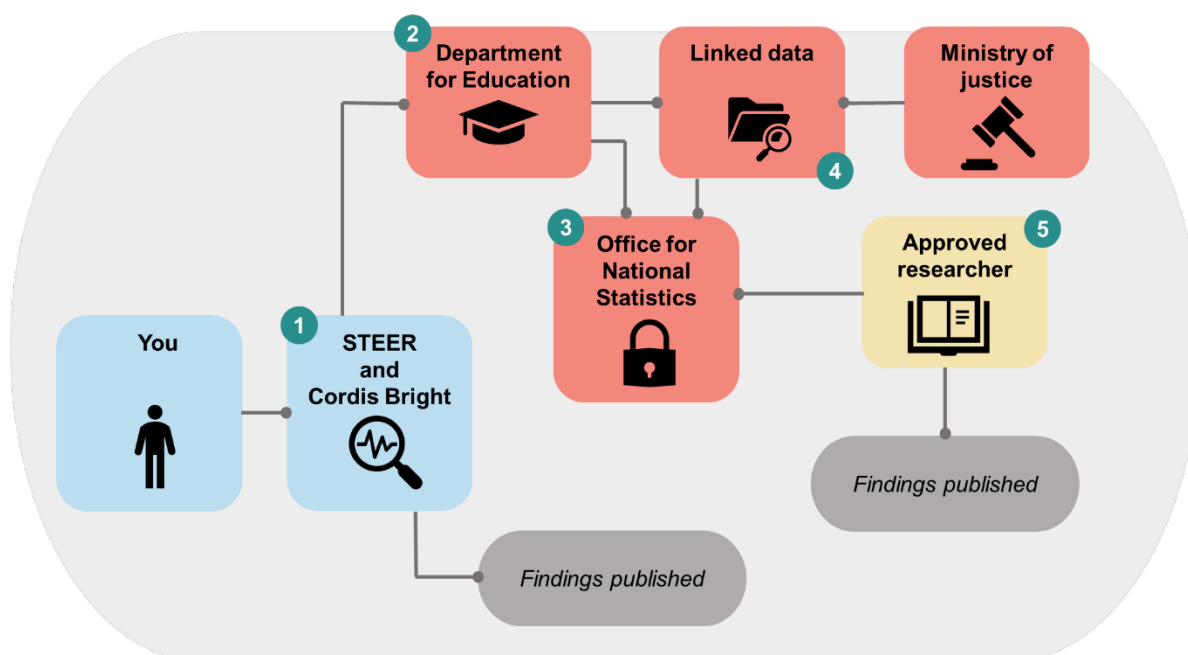 2
Department
for Education
Linked data
4
Ministry of
justice
3
Office for
National
Statistics
5
Approved
researcher
You
1
STEER
and
Cordis Bright
Findings published
Findings published